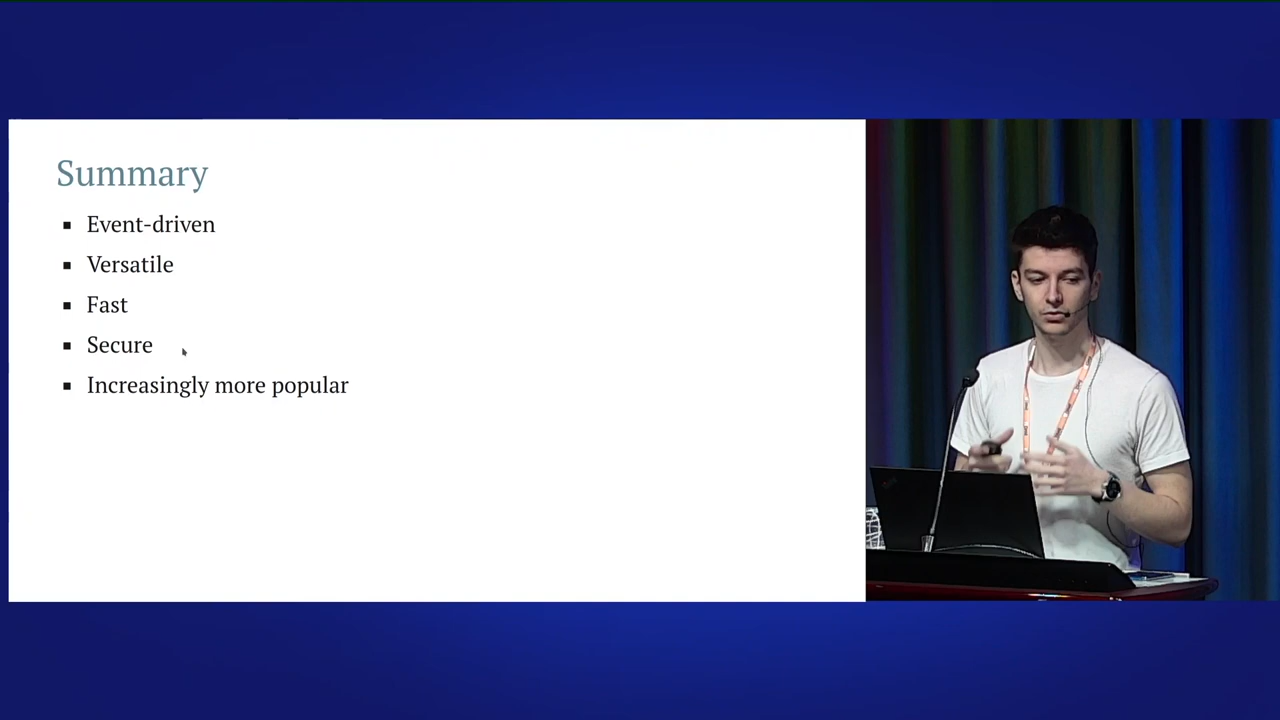 Summary
Event-driven
Versatile
Fast
Secure
Increasingly more popular